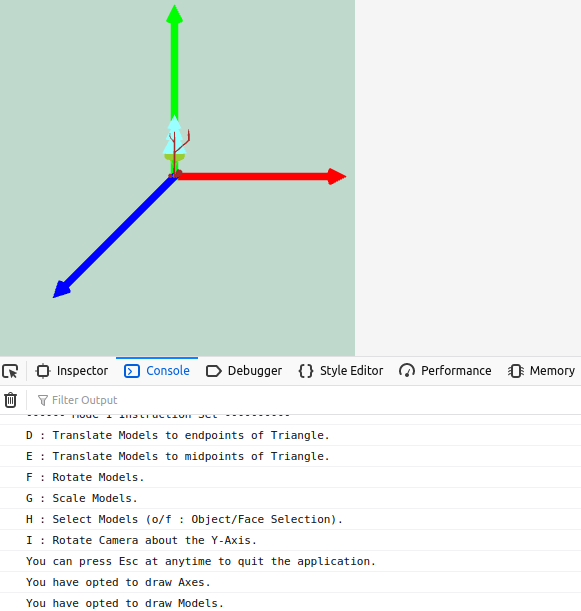 Inspector Console Debugger Style Editor Performance Memory
Filter Output
------ Mode 1 Instruction Set ----------
D : Translate Models to endpoints of Triangle.
E : Translate Models to midpoints of Triangle.
F : Rotate Models.
G : Scale Models.
H : Select Models (o/f : Object/Face Selection).
I : Rotate Camera about the Y-Axis.
You can press Esc at anytime to quit the application.
You have opted to draw Axes.
You have opted to draw Models.